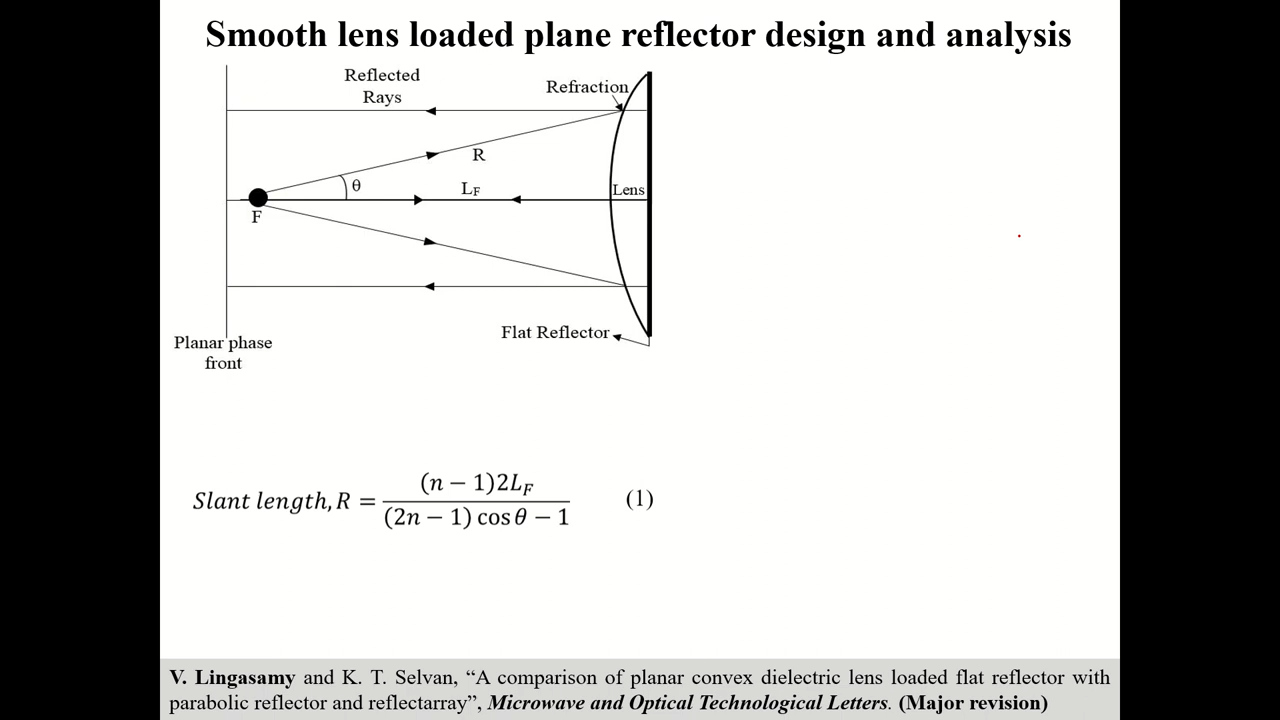 Smooth lens loaded plane reflector design and analysis
Reflected
Rays
Refraction
R
θ
L_F
Lens
F
Flat Reflector
Planar phase
front
Slant length, R = (n − 1)2L_F / (2n − 1) cos θ − 1 (1)
V. Lingasamy and K. T. Selvan, “A comparison of planar convex dielectric lens loaded flat reflector with
parabolic reflector and reflectarray”, Microwave and Optical Technological Letters. (Major revision)